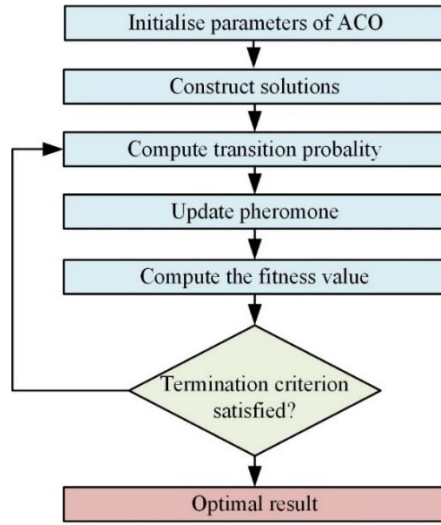 Initialise parameters of ACO
Construct solutions
Compute transition probality
Update pheromone
Compute the fitness value
Termination criterion
satisfied?
Optimal result